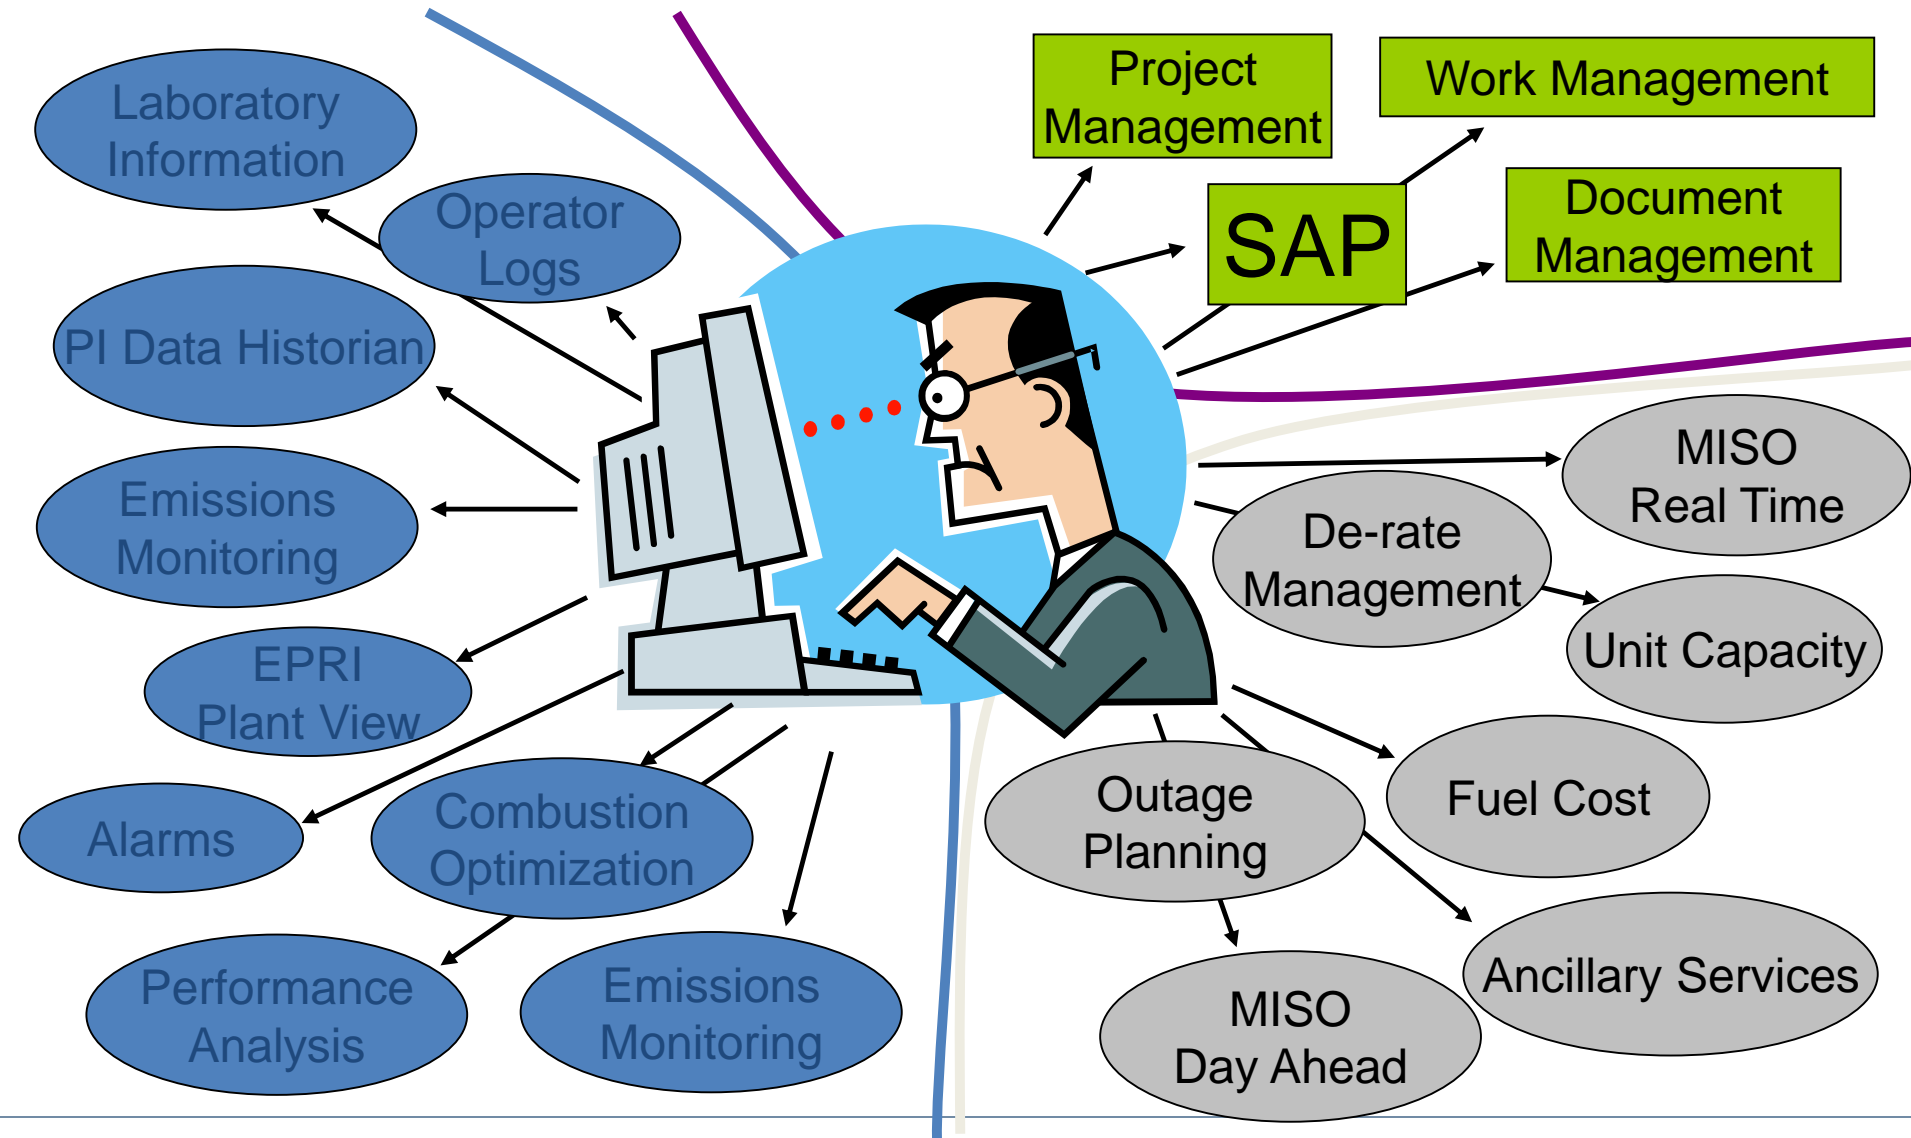 Laboratory
Information
Operator
Logs
PI Data Historian
Emissions
Monitoring
EPRI
Plant View
Alarms
Combustion
Optimization
Performance
Analysis
Emissions
Monitoring
Project
Management
Work Management
SAP
Document
Management
MISO
Real Time
De-rate
Management
Unit Capacity
Outage
Planning
Fuel Cost
Ancillary Services
MISO
Day Ahead